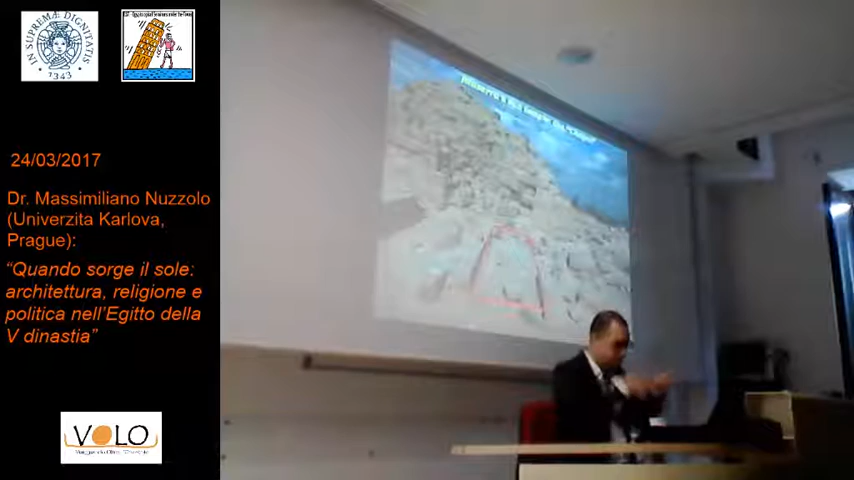 IN SUPREMÆ DIGNITATIS
1343
24/03/2017
Dr. Massimiliano Nuzzolo
(Univerzita Karlova,
Prague):
“Quando sorge il sole:
architettura, religione e
politica nell’Egitto della
V dinastia”
VOLO